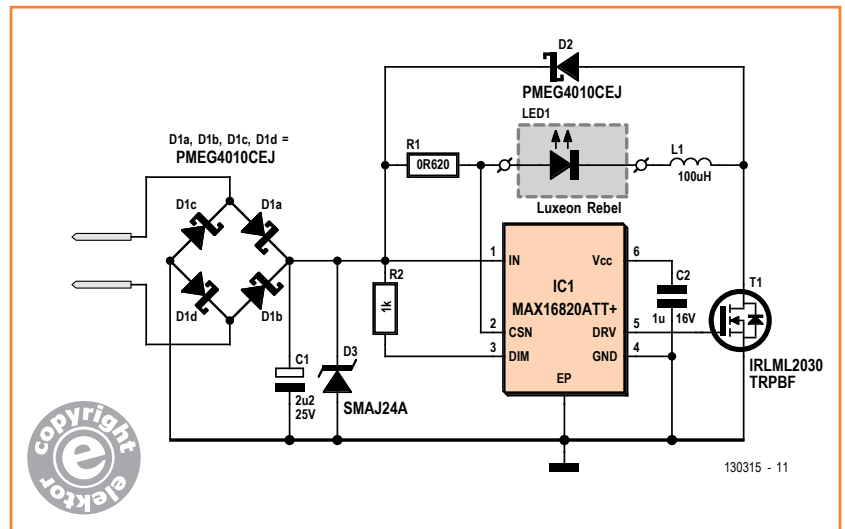 D2
PMEG4010CEJ
LED1
D1a, D1b, D1c, D1d =
PMEG4010CEJ
R1
0R620
L1
100uH
Luxeon Rebel
D1c
D1a
D1d
D1b
R2
1k
1
IN
Vcc
6
IC1
MAX16820ATT+
2
CSN
DRV
5
3
DIM
GND
4
EP
C2
1u
16V
T1
IRLML2030
TRPBF
C1
2u2
25V
D3
SMAJ24A
copyright
e
elektor
130315 - 11